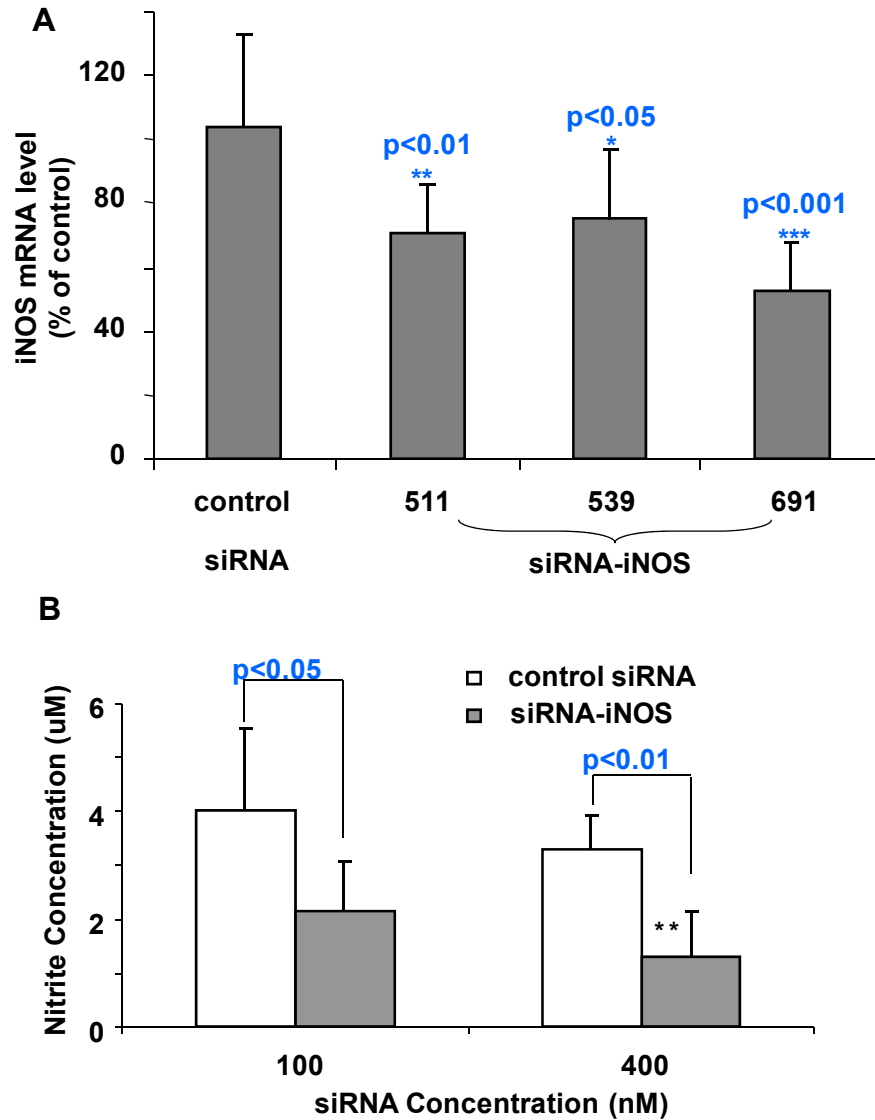 A
120
80
40
0
iNOS mRNA level
(% of control)
p<0.01
**
p<0.05
*
p<0.001
***
control 511 539 691
siRNA siRNA-iNOS
B
p<0.05
control siRNA
siRNA-iNOS
p<0.01
**
6
4
2
0
Nitrite Concentration (uM)
100 400
siRNA Concentration (nM)